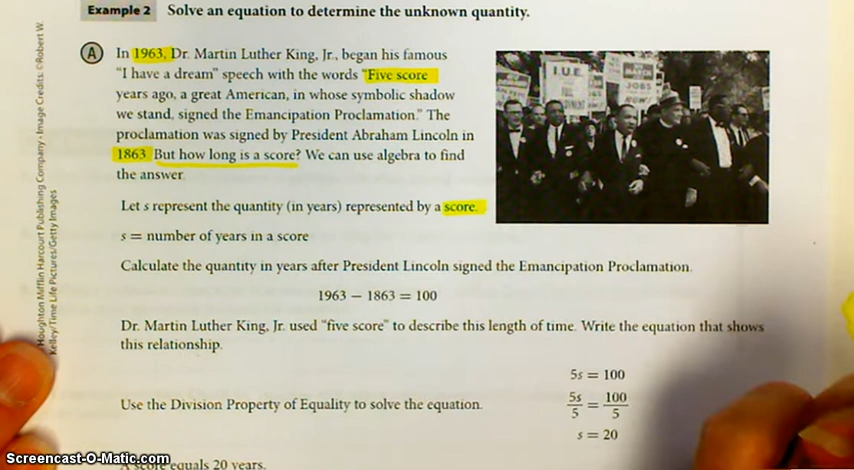 Example 2 Solve an equation to determine the unknown quantity.
A In 1963, Dr. Martin Luther King, Jr., began his famous
"I have a dream" speech with the words "Five score
years ago, a great American, in whose symbolic shadow
we stand, signed the Emancipation Proclamation." The
proclamation was signed by President Abraham Lincoln in
1863 But how long is a score? We can use algebra to find
the answer.
Let s represent the quantity (in years) represented by a score.
s = number of years in a score
Calculate the quantity in years after President Lincoln signed the Emancipation Proclamation.
1963 − 1863 = 100
Dr. Martin Luther King, Jr. used "five score" to describe this length of time. Write the equation that shows
this relationship.
5s = 100
Use the Division Property of Equality to solve the equation.
5s/5 = 100/5
s = 20
A score equals 20 years.
Houghton Mifflin Harcourt Publishing Company • Image Credits: ©Robert W.
Kelley/Time Life Pictures/Getty Images
I.U.E.
JOBS
Screencast-O-Matic.com